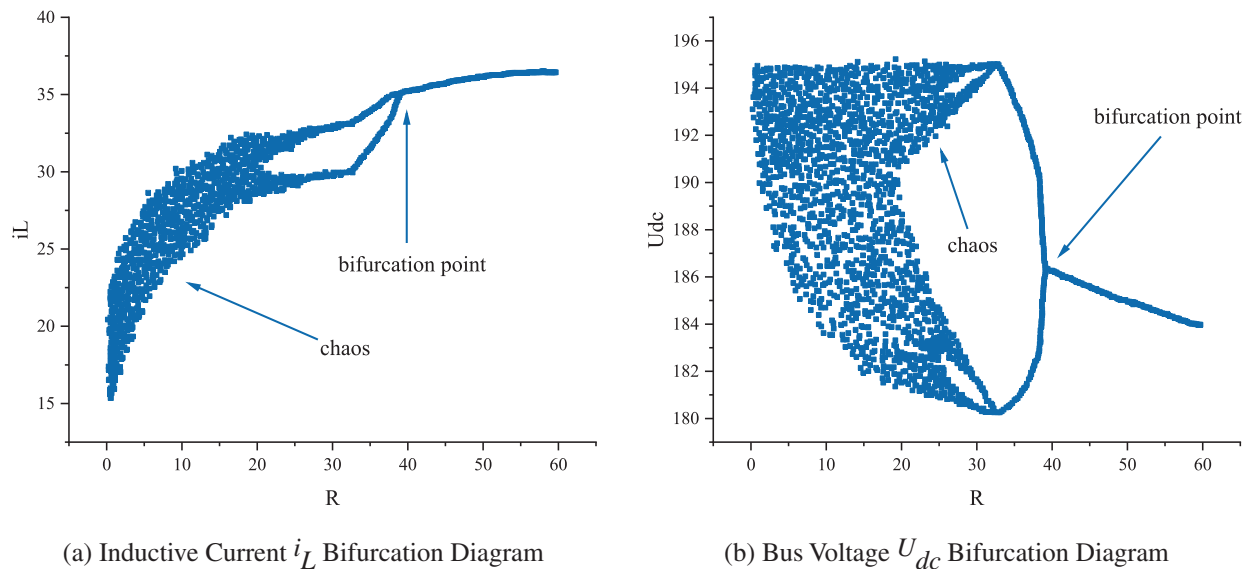 40
35
30
25
20
15
iL
0 10 20 30 40 50 60
R
bifurcation point
chaos
(a) Inductive Current i_L Bifurcation Diagram
196
194
192
190
188
186
184
182
180
Udc
0 10 20 30 40 50 60
R
bifurcation point
chaos
(b) Bus Voltage U_dc Bifurcation Diagram